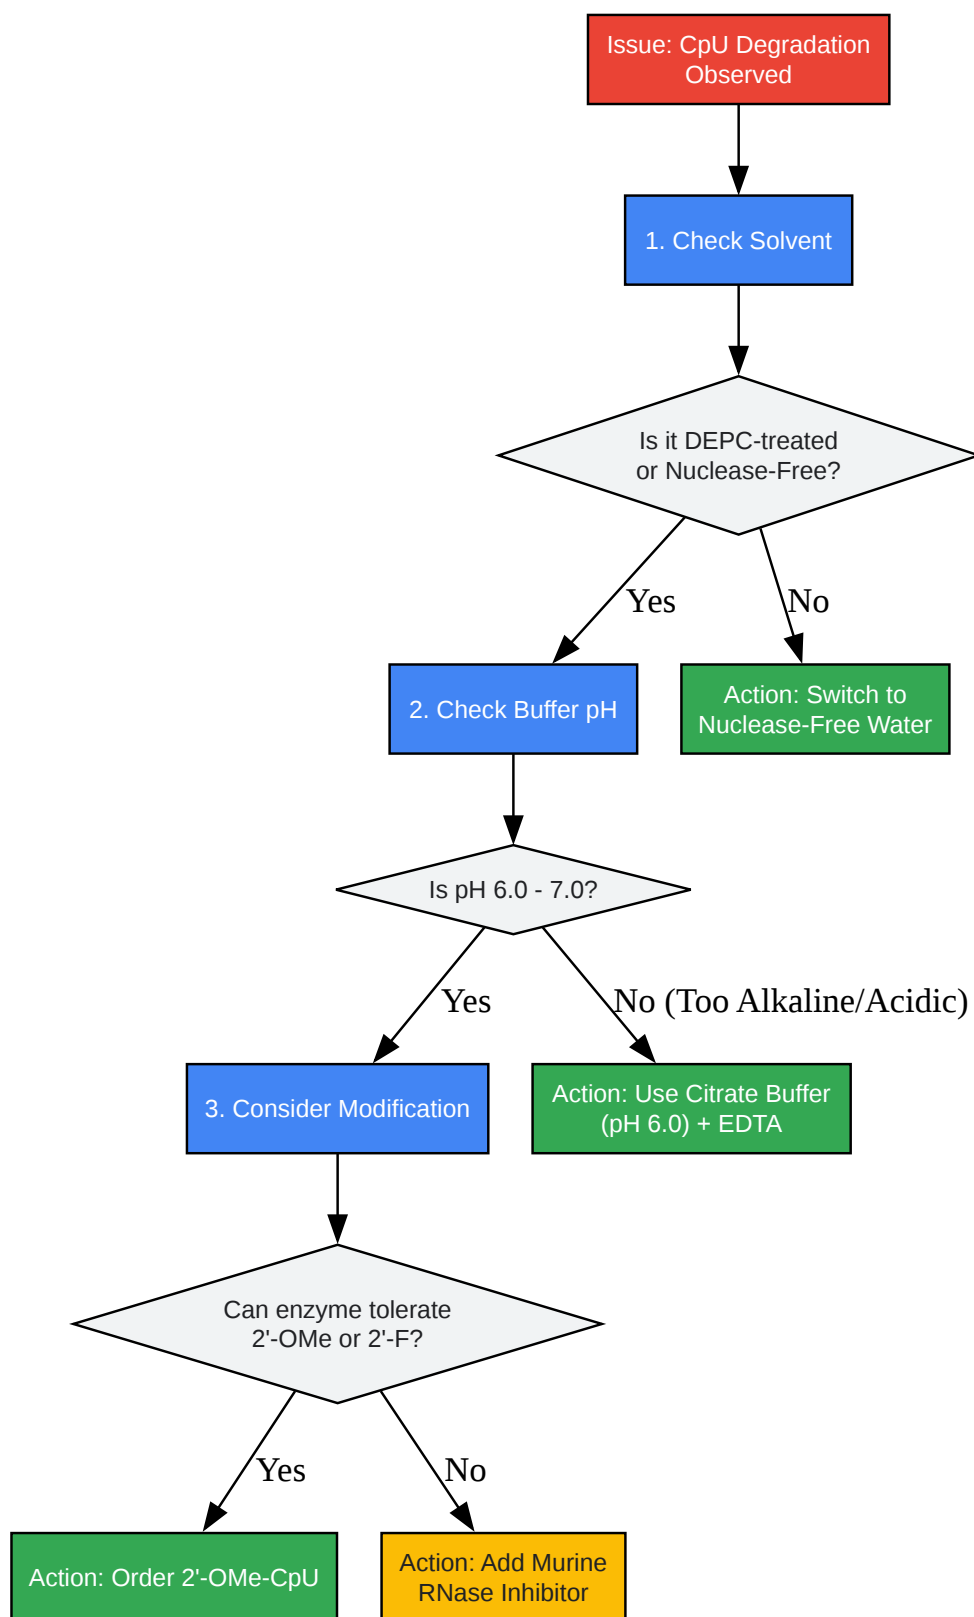 Issue: CpU Degradation
Observed
1. Check Solvent
Is it DEPC-treated
or Nuclease-Free?
Yes
No
2. Check Buffer pH
Action: Switch to
Nuclease-Free Water
Is pH 6.0 - 7.0?
Yes
No (Too Alkaline/Acidic)
3. Consider Modification
Action: Use Citrate Buffer
(pH 6.0) + EDTA
Can enzyme tolerate
2'-OMe or 2'-F?
Yes
No
Action: Order 2'-OMe-CpU
Action: Add Murine
RNase Inhibitor